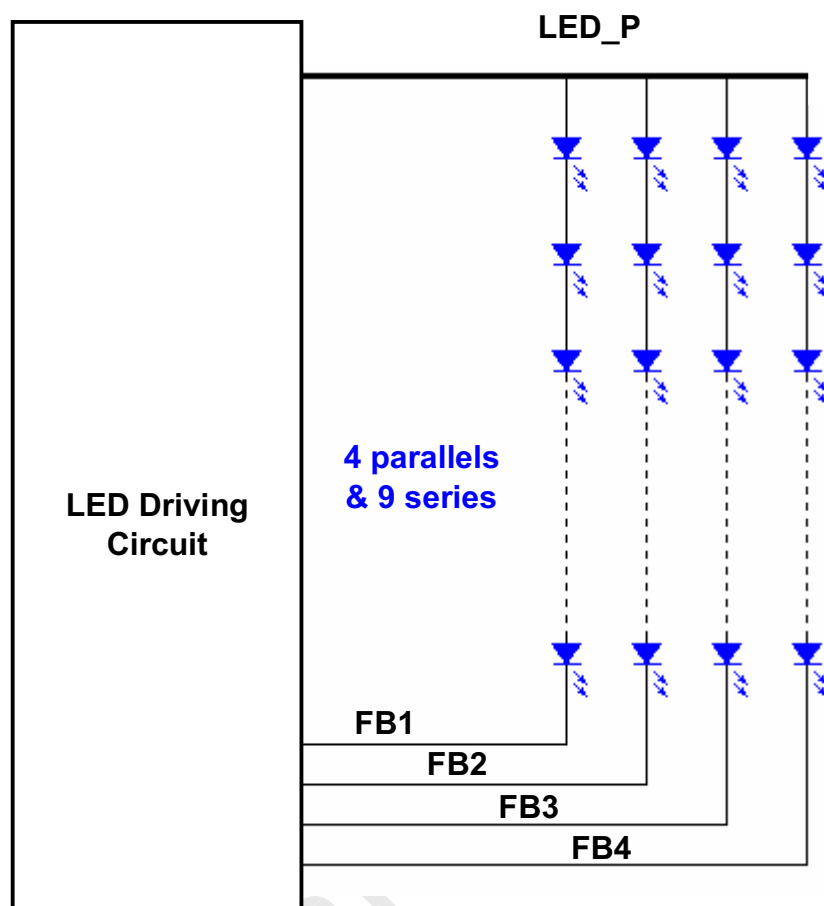 LED_P
4 parallels
& 9 series
LED Driving
Circuit
FB1
FB2
FB3
FB4